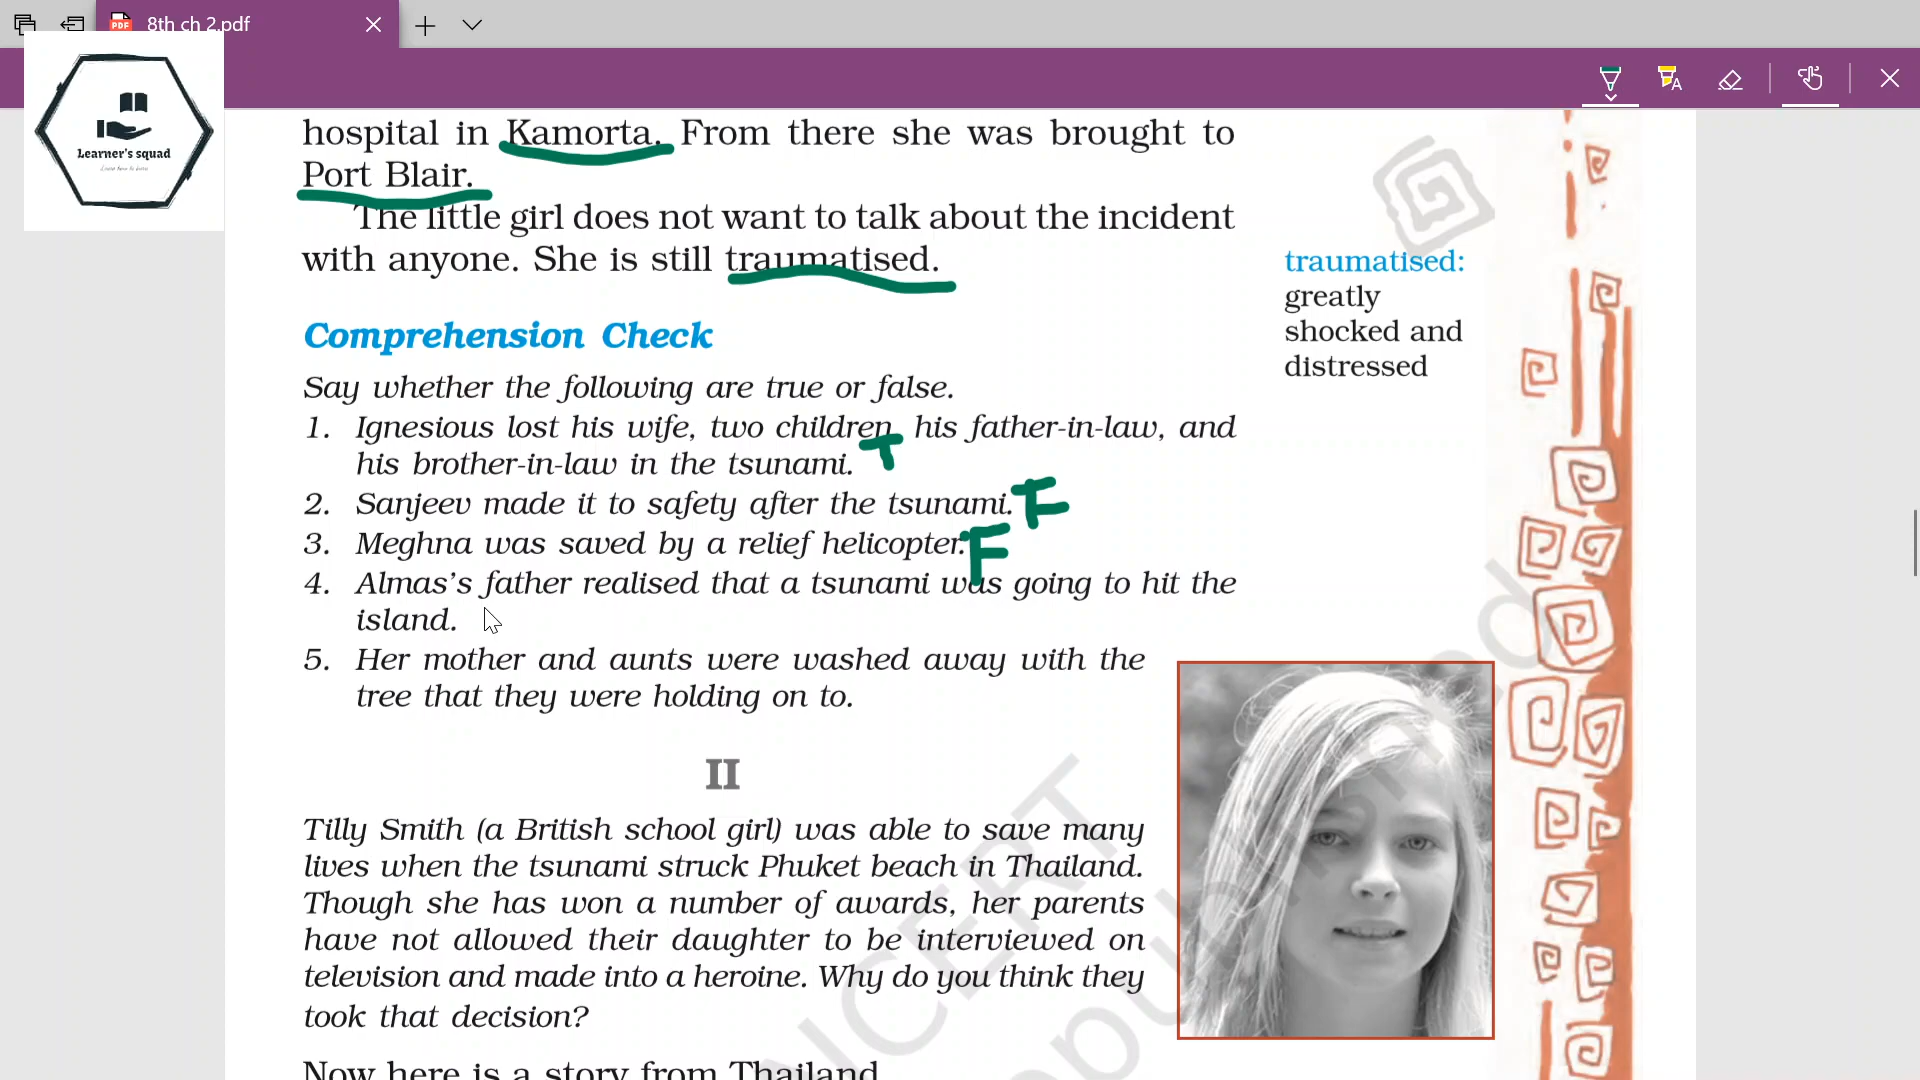 8th ch 2.pdf
Learner's squad
hospital in Kamorta. From there she was brought to
Port Blair.
The little girl does not want to talk about the incident
with anyone. She is still traumatised.
traumatised:
greatly
shocked and
distressed
Comprehension Check
Say whether the following are true or false.
1. Ignesious lost his wife, two children, his father-in-law, and
his brother-in-law in the tsunami. T
2. Sanjeev made it to safety after the tsunami. F
3. Meghna was saved by a relief helicopter. F
4. Almas's father realised that a tsunami was going to hit the
island.
5. Her mother and aunts were washed away with the
tree that they were holding on to.
II
Tilly Smith (a British school girl) was able to save many
lives when the tsunami struck Phuket beach in Thailand.
Though she has won a number of awards, her parents
have not allowed their daughter to be interviewed on
television and made into a heroine. Why do you think they
took that decision?
Now here is a story from Thailand.
NCERT